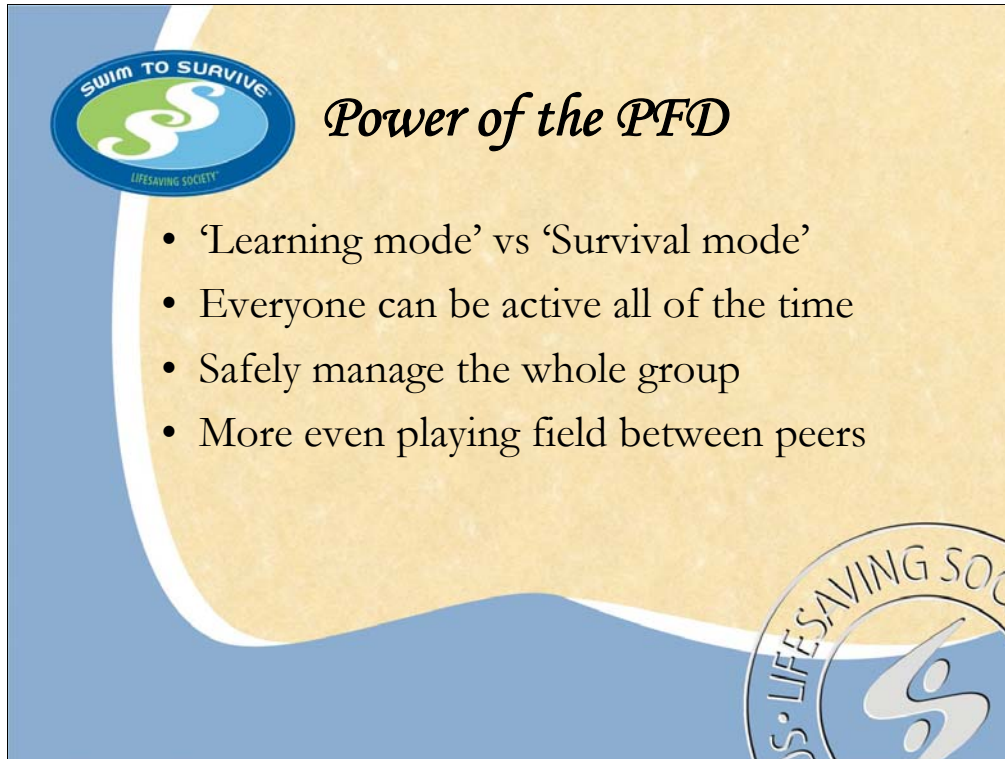 SWIM TO SURVIVE
LIFESAVING SOCIETY
Power of the PFD
• ‘Learning mode’ vs ‘Survival mode’
• Everyone can be active all of the time
• Safely manage the whole group
• More even playing field between peers
LIFESAVING SOC